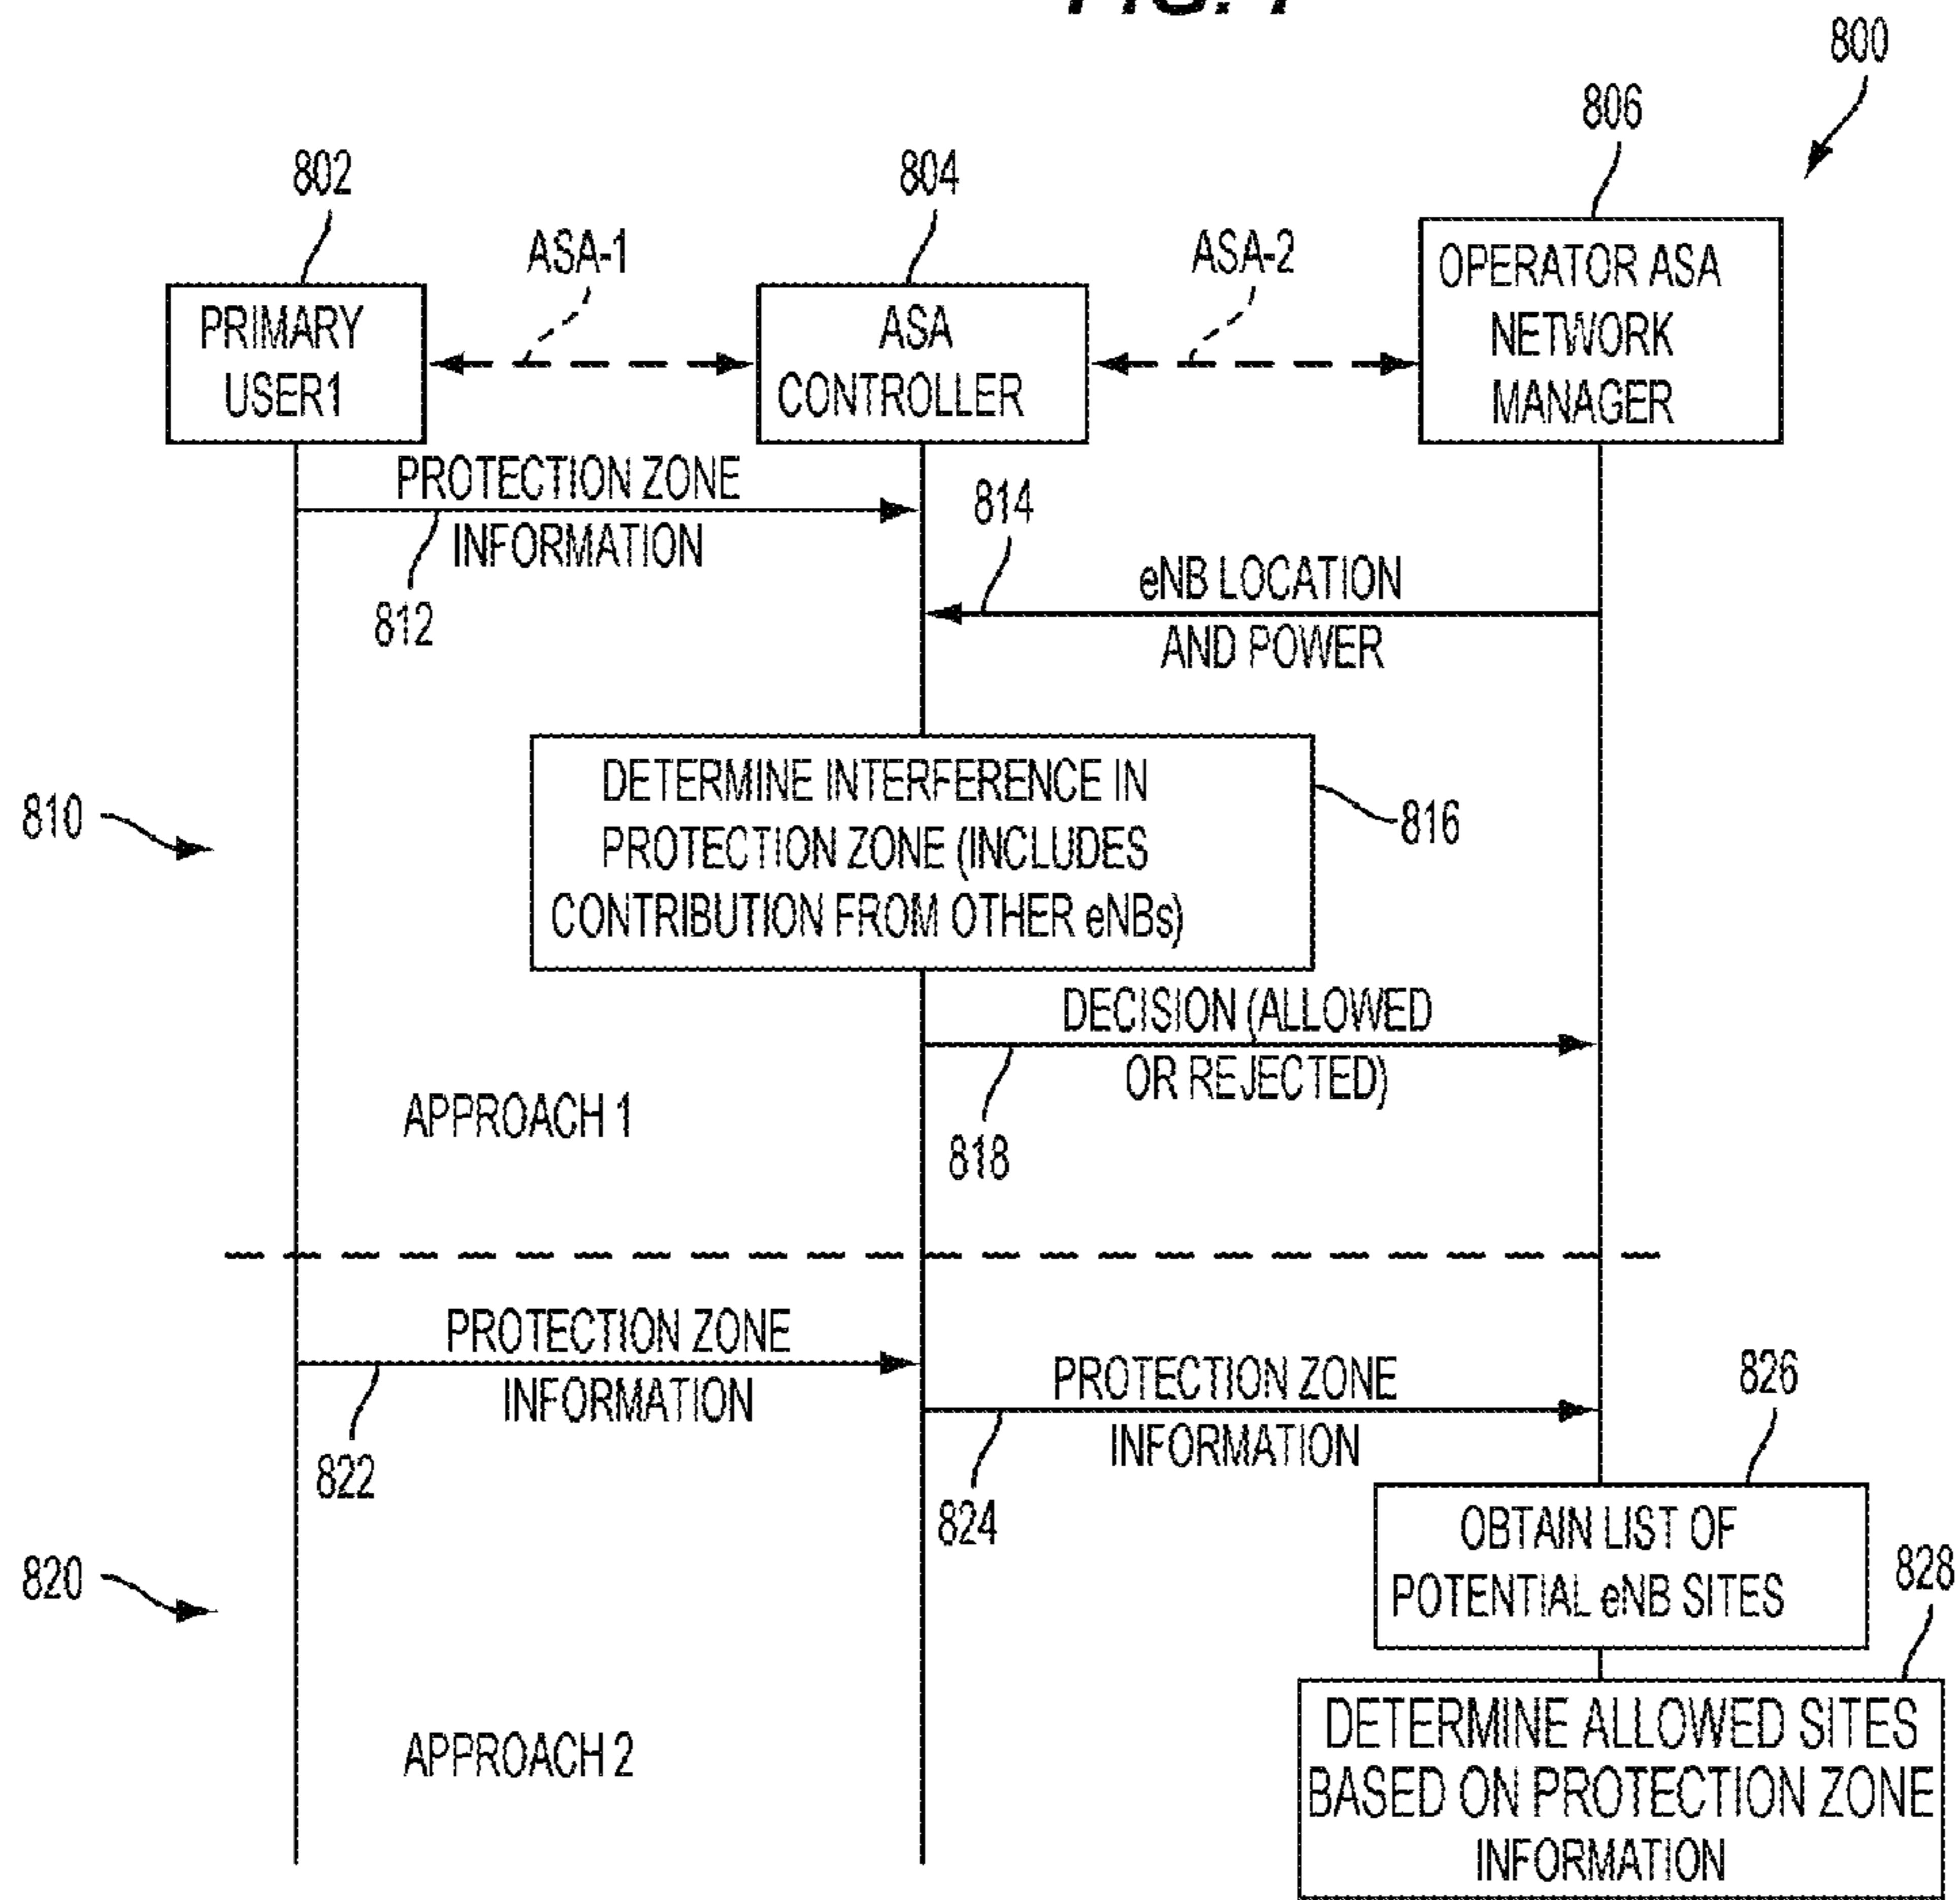 800
806
802
804
ASA-1
ASA-2
PRIMARY
USER1
ASA
CONTROLLER
OPERATOR ASA
NETWORK
MANAGER
PROTECTION ZONE
INFORMATION
812
814
eNB LOCATION
AND POWER
810
DETERMINE INTERFERENCE IN
PROTECTION ZONE (INCLUDES
CONTRIBUTION FROM OTHER eNBs)
816
DECISION (ALLOWED
OR REJECTED)
818
APPROACH 1
PROTECTION ZONE
INFORMATION
822
PROTECTION ZONE
INFORMATION
824
826
OBTAIN LIST OF
POTENTIAL eNB SITES
820
828
DETERMINE ALLOWED SITES
BASED ON PROTECTION ZONE
INFORMATION
APPROACH 2